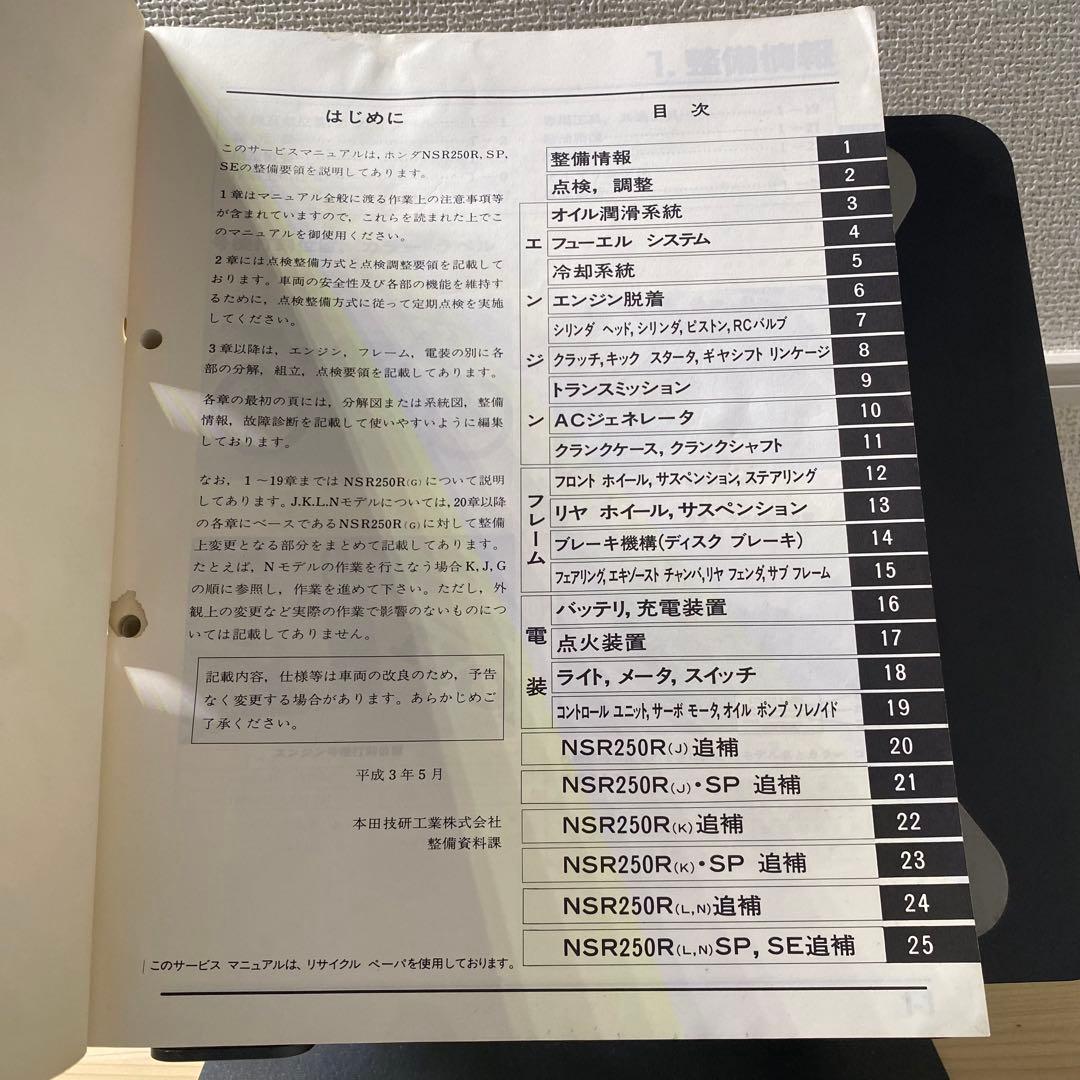 はじめに
このサービスマニュアルは，ホンダNSR250R, SP,
SEの整備要領を説明してあります。
1章はマニュアル全般に渡る作業上の注意事項等
が含まれていますので，これらを読まれた上でこ
のマニュアルを御使用ください。
2章には点検整備方式と点検調整要領を記載して
おります。車両の安全性及び各部の機能を維持す
るために，点検整備方式に従って定期点検を実施
してください。
3章以降は，エンジン，フレーム，電装の別に各
部の分解，組立，点検要領を記載してあります。
各章の最初の頁には，分解図または系統図，整備
情報，故障診断を記載して使いやすいように編集
しております。
なお，1〜19章まではNSR250R(G)について説明
してあります。J.K.L.Nモデルについては，20章以降
の各章にベースであるNSR250R(G)に対して整備
上変更となる部分をまとめて記載してあります。
たとえば，Nモデルの作業を行こなう場合K, J, G
の順に参照し，作業を進めて下さい。ただし，外
観上の変更など実際の作業で影響のないものにつ
いては記載してありません。
記載内容，仕様等は車両の改良のため，予告
なく変更する場合があります。あらかじめご
了承ください。
平成3年5月
本田技研工業株式会社
整備資料課
このサービス マニュアルは、リサイクル ペーパを使用しております。
目次
整備情報 1
点検，調整 2
エンジン
オイル潤滑系統 3
フューエル システム 4
冷却系統 5
エンジン脱着 6
シリンダ ヘッド, シリンダ, ピストン, RCバルブ 7
クラッチ, キック スタータ, ギヤシフト リンケージ 8
トランスミッション 9
ACジェネレータ 10
クランクケース, クランクシャフト 11
フレーム
フロント ホイール, サスペンション, ステアリング 12
リヤ ホイール, サスペンション 13
ブレーキ機構(ディスク ブレーキ) 14
フェアリング, エキゾースト チャンバ, リヤ フェンダ, サブ フレーム 15
電装
バッテリ, 充電装置 16
点火装置 17
ライト, メータ, スイッチ 18
コントロール ユニット, サーボ モータ, オイル ポンプ ソレノイド 19
NSR250R(J)追補 20
NSR250R(J)・SP 追補 21
NSR250R(K)追補 22
NSR250R(K)・SP 追補 23
NSR250R(L,N)追補 24
NSR250R(L,N)SP, SE追補 25